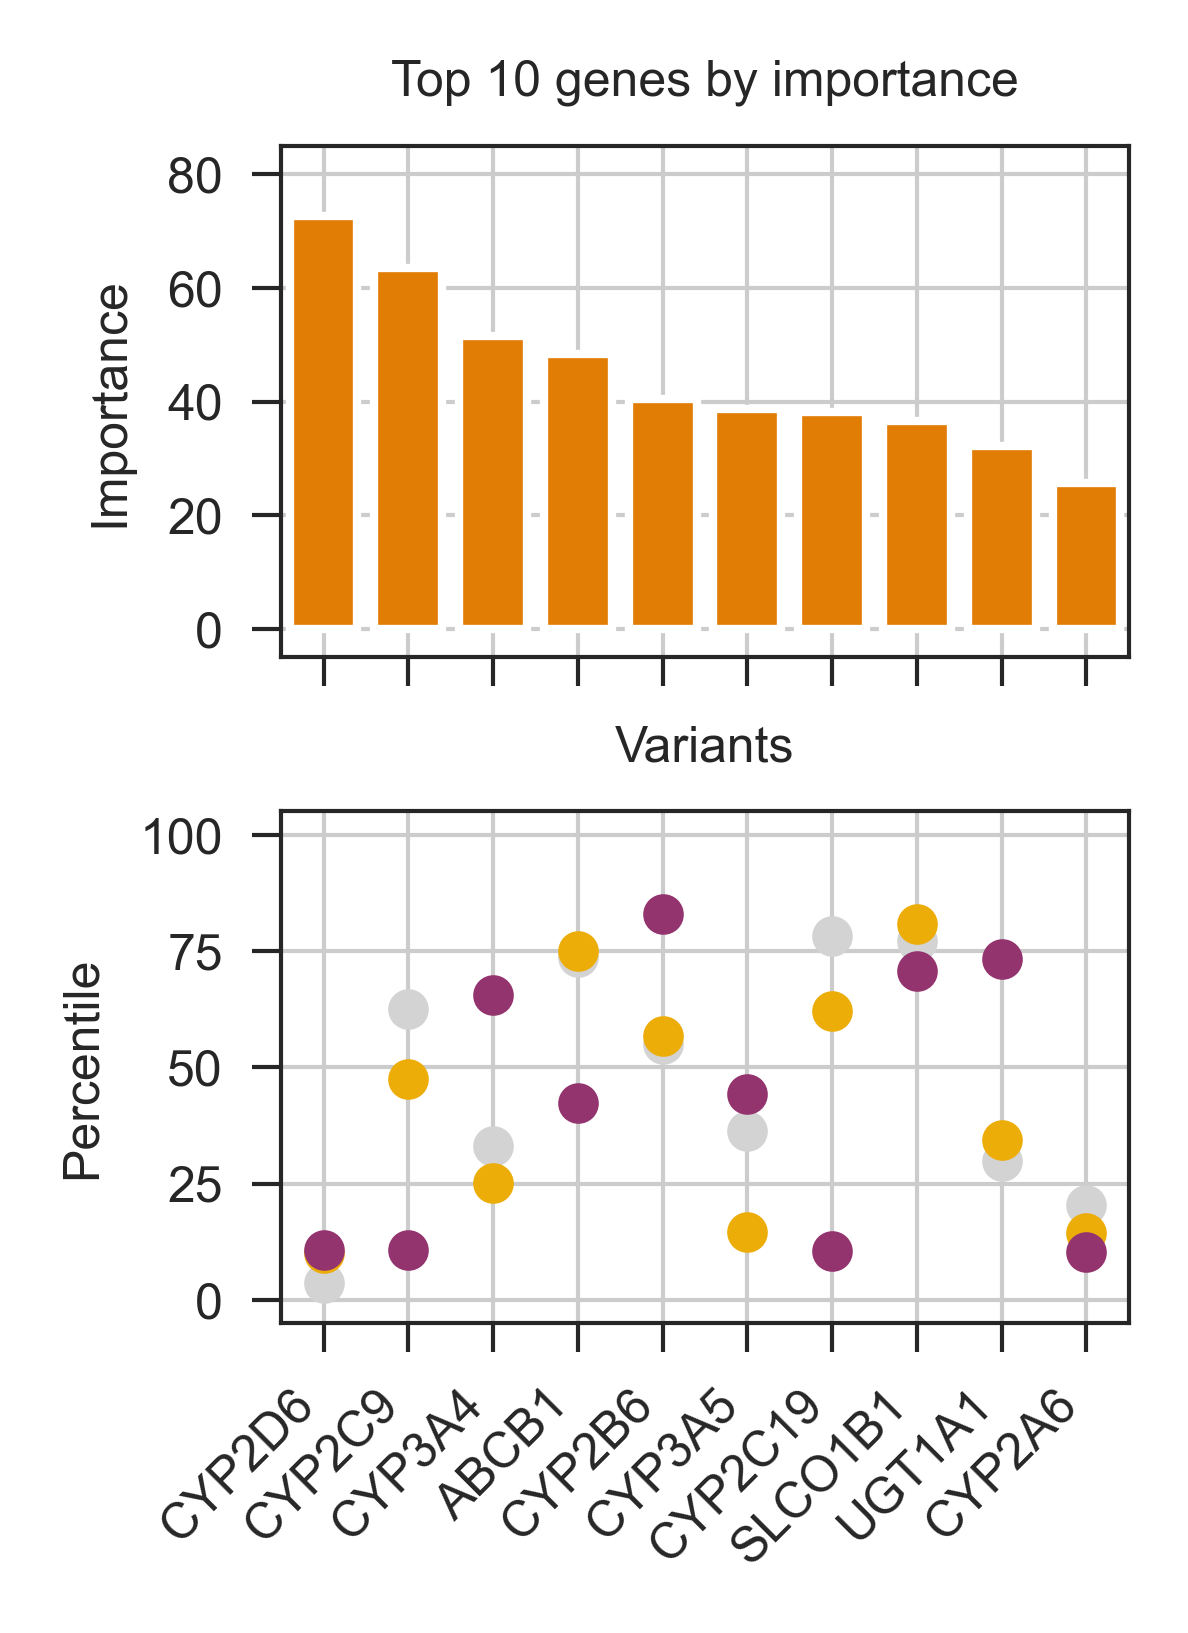 Top 10 genes by importance
80
60
40
20
0
Importance
Variants
100
75
50
25
0
Percentile
CYP2D6
CYP2C9
CYP3A4
ABCB1
CYP2B6
CYP3A5
CYP2C19
SLCO1B1
UGT1A1
CYP2A6